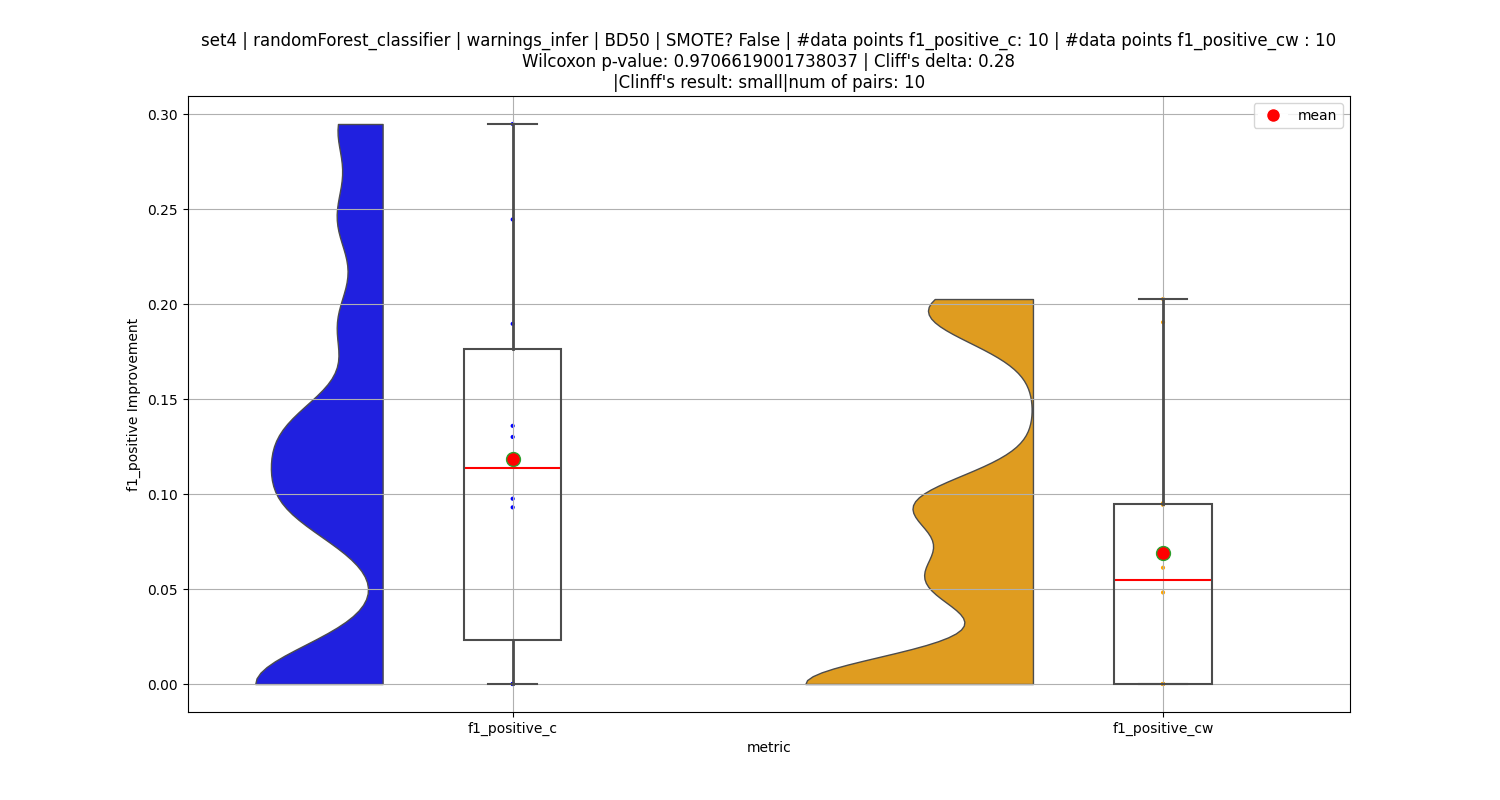 set4 | randomForest_classifier | warnings_infer | BD50 | SMOTE? False | #data points f1_positive_c: 10 | #data points f1_positive_cw : 10
Wilcoxon p-value: 0.9706619001738037 | Cliff's delta: 0.28
|Clinff's result: small|num of pairs: 10
mean
0.30
0.25
0.20
0.15
0.10
0.05
0.00
f1_positive Improvement
f1_positive_c
f1_positive_cw
metric